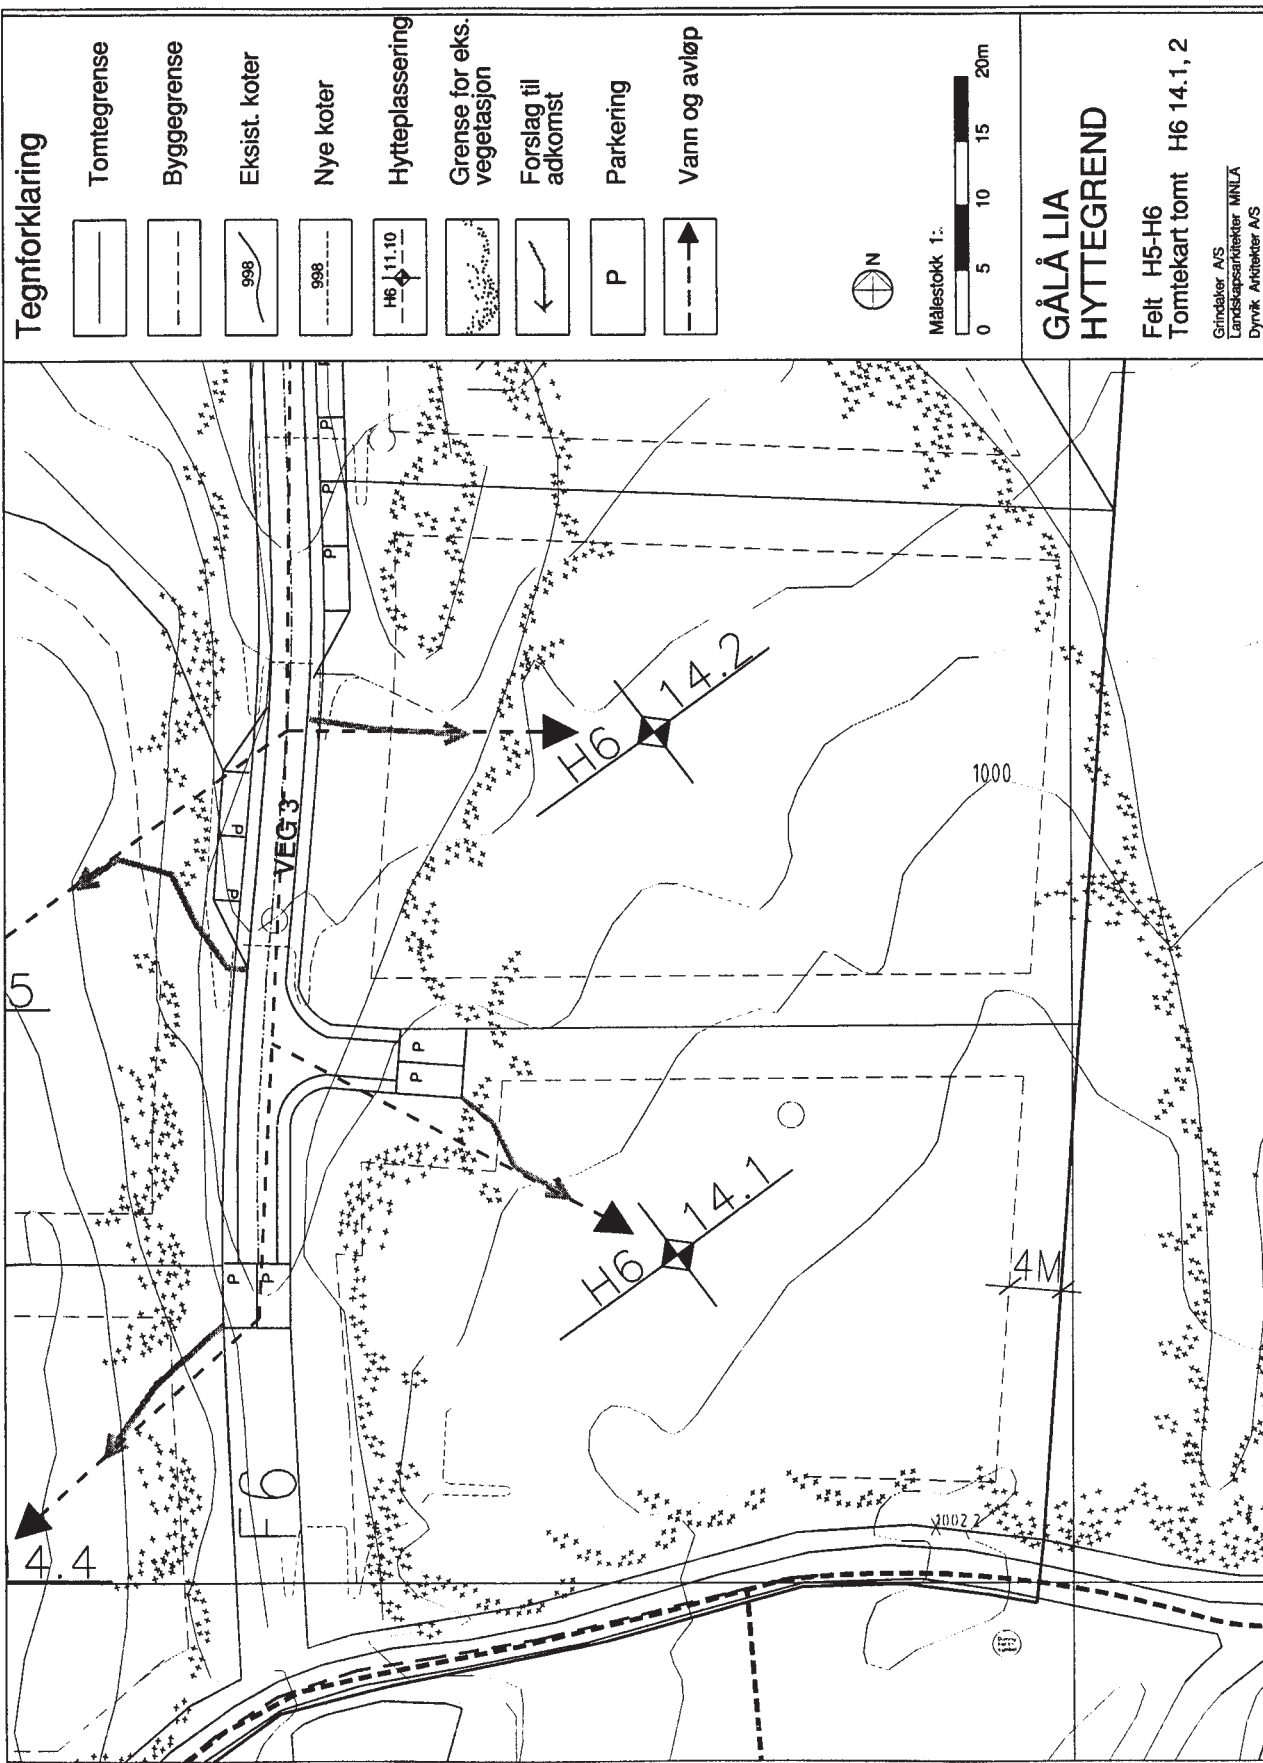 Tegnforklaring
Tomtegrense
Byggegrense
998
Eksist. koter
998
Nye koter
H6 11.10
Hytteplassering
Grense for eks.
vegetasjon
Forslag til
adkomst
P
Parkering
Vann og avløp
N
Målestokk 1:
0 5 10 15 20m
GÅLÅ LIA
HYTTEGREND
Felt H5-H6
Tomtekart tomt H6 14.1, 2
Grindaker A/S
Landskapsarkitekter MNLA
Dyrvik Arkitekter A/S
P
P
P
P
P
P
P
P
P
P
VEG 3
5
4.4
F6
H6 14.2
H6 14.1
1000
4M